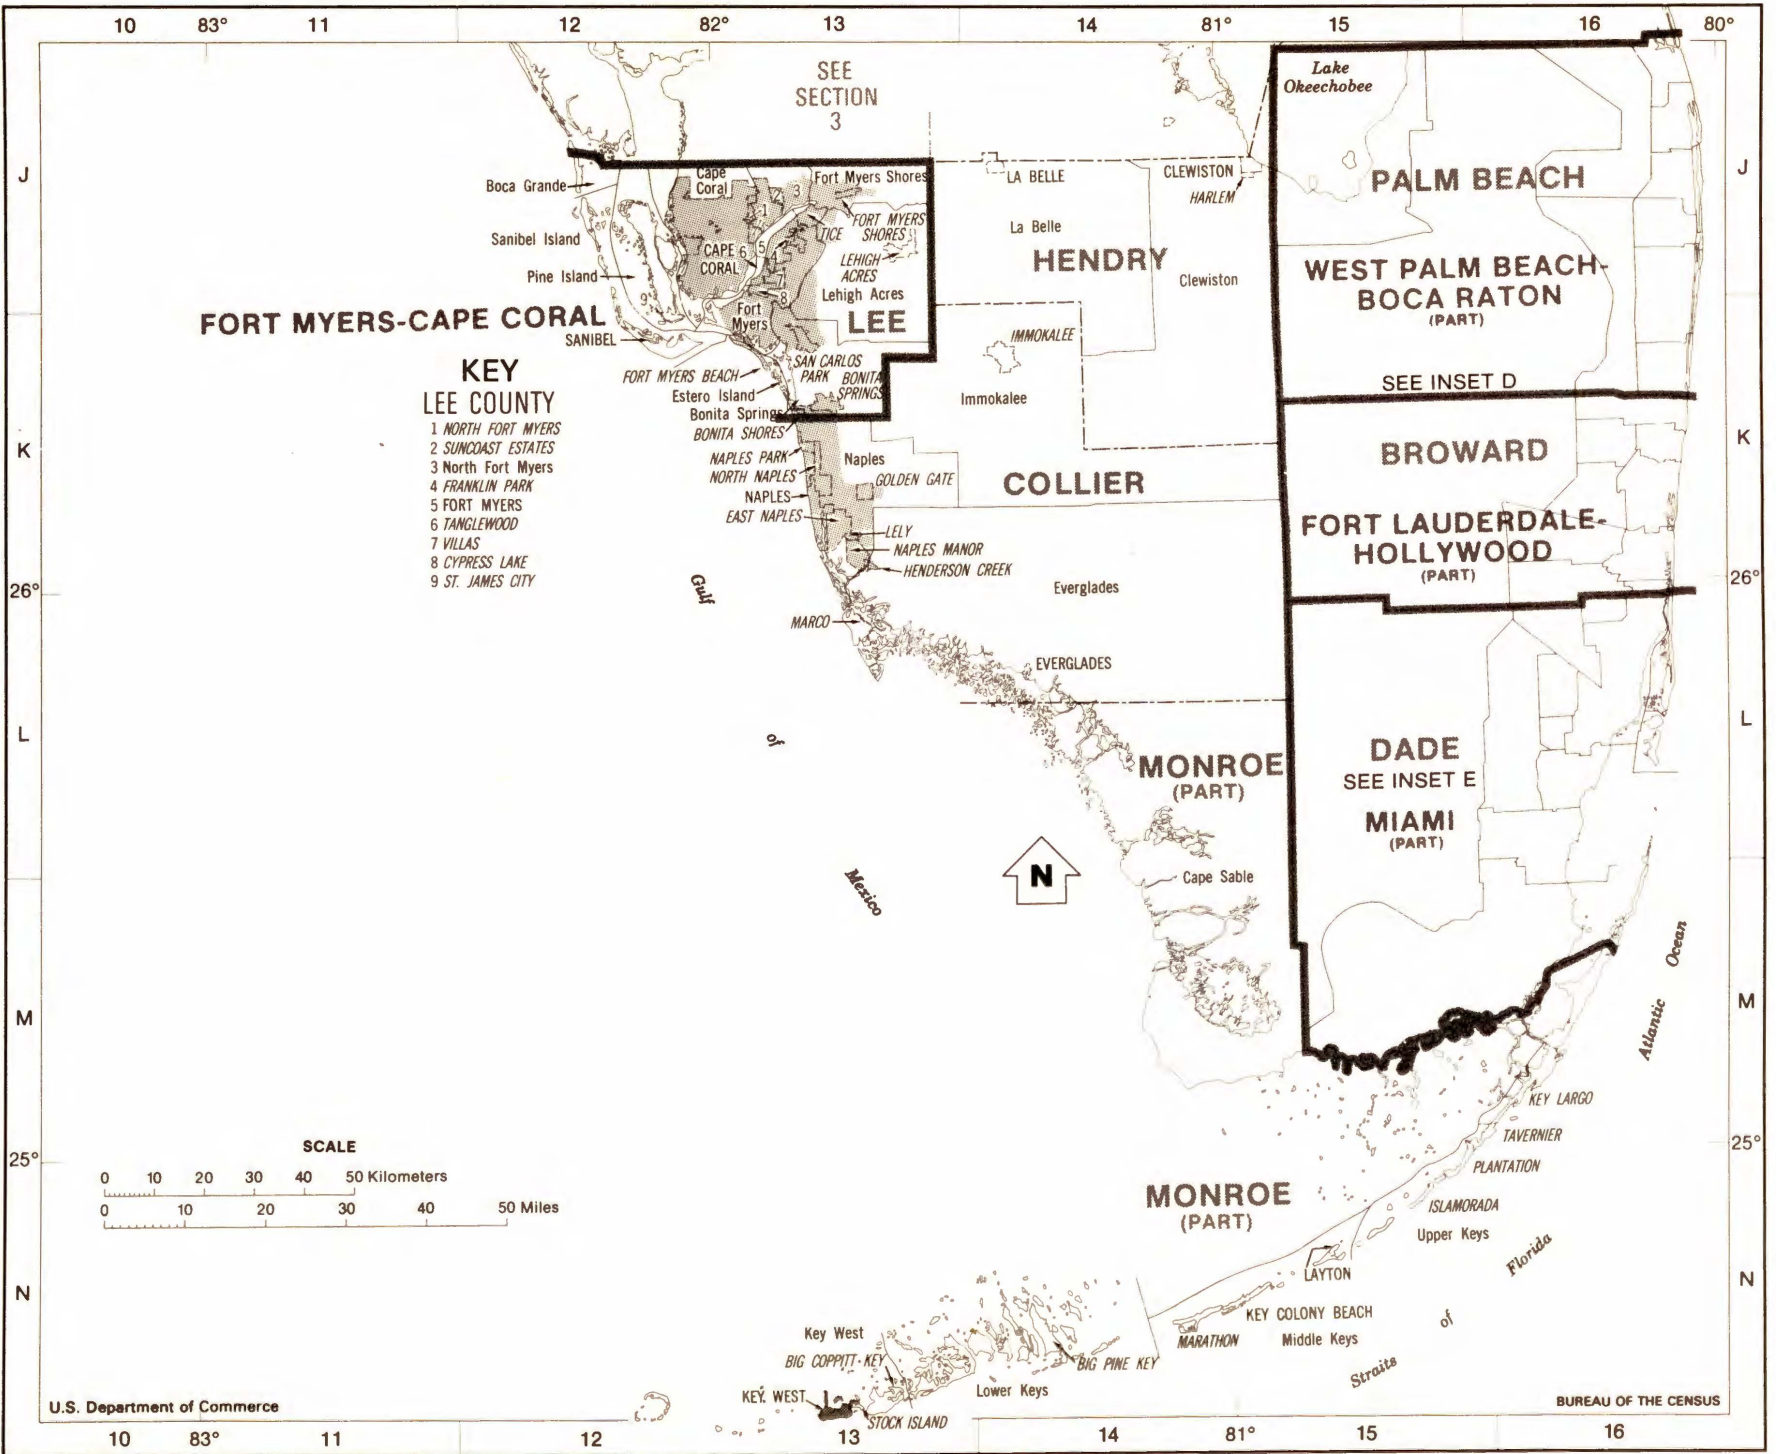 10 83° 11 12 82° 13 14 81° 15 16 80°
SEE
SECTION
3
Lake
Okeechobee
J
J
Boca Grande
Cape
Coral
2
3
Fort Myers Shores
LA BELLE
CLEWISTON
HARLEM
PALM BEACH
1
FORT MYERS
SHORES
TICE
Sanibel Island
La Belle
CAPE
CORAL
6
5
4
LEHIGH
ACRES
HENDRY
Clewiston
WEST PALM BEACH-
BOCA RATON
(PART)
Pine Island
7
8
9
Lehigh Acres
Fort
Myers
LEE
FORT MYERS-CAPE CORAL
SANIBEL
IMMOKALEE
KEY
LEE COUNTY
1 NORTH FORT MYERS
2 SUNCOAST ESTATES
3 North Fort Myers
4 FRANKLIN PARK
5 FORT MYERS
6 TANGLEWOOD
7 VILLAS
8 CYPRESS LAKE
9 ST. JAMES CITY
SAN CARLOS
PARK
FORT MYERS BEACH
BONITA
SPRINGS
Estero Island
Bonita Springs
BONITA SHORES
Immokalee
SEE INSET D
K
K
NAPLES PARK
Naples
NORTH NAPLES
GOLDEN GATE
NAPLES
EAST NAPLES
COLLIER
BROWARD
FORT LAUDERDALE-
HOLLYWOOD
(PART)
LELY
NAPLES MANOR
HENDERSON CREEK
26°
26°
Gulf
Everglades
MARCO
EVERGLADES
L
L
of
MONROE
(PART)
DADE
SEE INSET E
MIAMI
(PART)
N
Mexico
Cape Sable
Atlantic Ocean
M
M
KEY LARGO
TAVERNIER
PLANTATION
ISLAMORADA
Upper Keys
25°
25°
SCALE
0 10 20 30 40 50 Kilometers
0 10 20 30 40 50 Miles
MONROE
(PART)
LAYTON
Florida
N
N
KEY COLONY BEACH
MARATHON
Middle Keys
of
Key West
BIG COPPITT KEY
BIG PINE KEY
Straits
KEY WEST
Lower Keys
STOCK ISLAND
U.S. Department of Commerce
BUREAU OF THE CENSUS
10 83° 11 12 13 14 81° 15 16